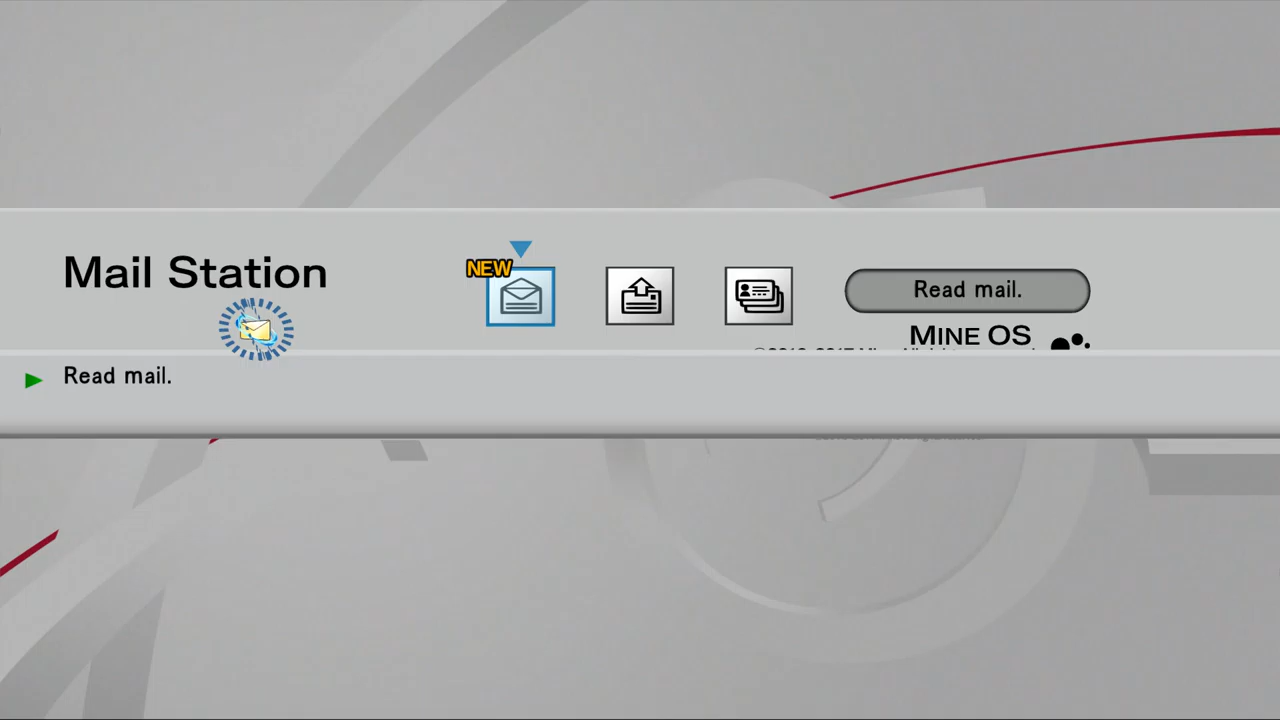 Mail Station
NEW
Read mail.
MINE OS
Read mail.